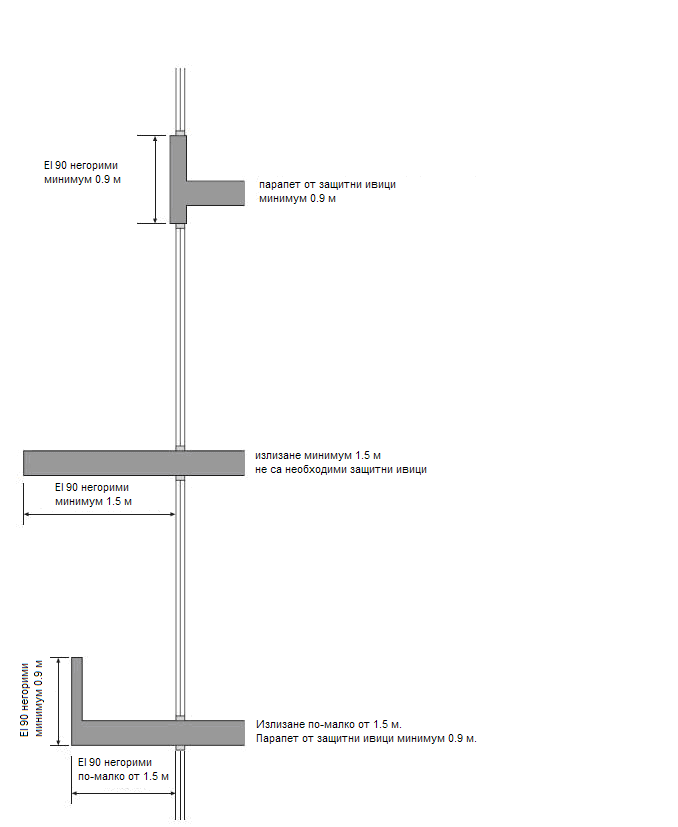 EI 90 негорими
минимум 0.9 м
парапет от защитни ивици
минимум 0.9 м
излизане минимум 1.5 м
не са необходими защитни ивици
EI 90 негорими
минимум 1.5 м
EI 90 негорими
минимум 0.9 м
Излизане по-малко от 1.5 м.
Парапет от защитни ивици минимум 0.9 м.
EI 90 негорими
по-малко от 1.5 м